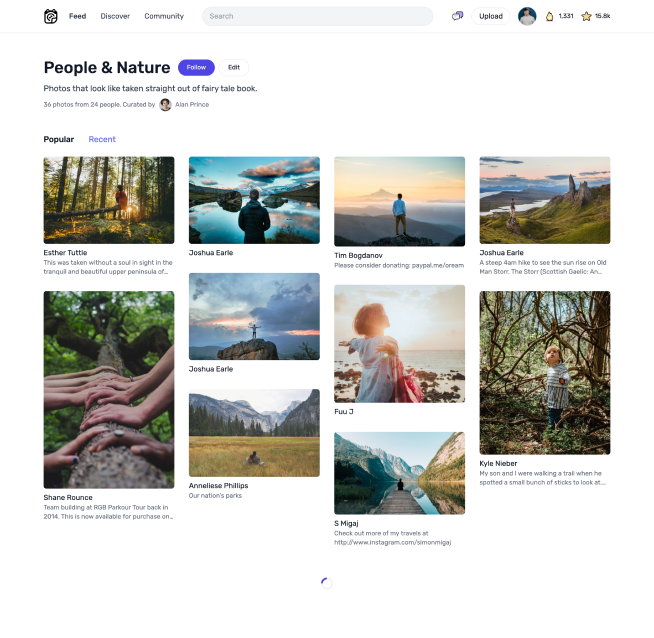 Feed
Discover
Community
Search
Upload
1,331
15.8k
People & Nature
Follow
Edit
Photos that look like taken straight out of fairy tale book.
36 photos from 24 people. Curated by Alan Prince
Popular
Recent
Esther Tuttle
This was taken without a soul in sight in the
tranquil and beautiful upper peninsula of…
Joshua Earle
Tim Bogdanov
Please consider donating: paypal.me/oream
Joshua Earle
A steep 4am hike to see the sun rise on Old
Man Storr. The Storr (Scottish Gaelic: An…
Joshua Earle
Fuu J
Kyle Nieber
My son and I were walking a trail when he
spotted a small bunch of sticks to look at.…
Anneliese Phillips
Our nation's parks
Shane Rounce
Team building at RGB Parkour Tour back in
2014. This is now available for purchase on…
S Migaj
Check out more of my travels at
http://www.instagram.com/simonmigaj